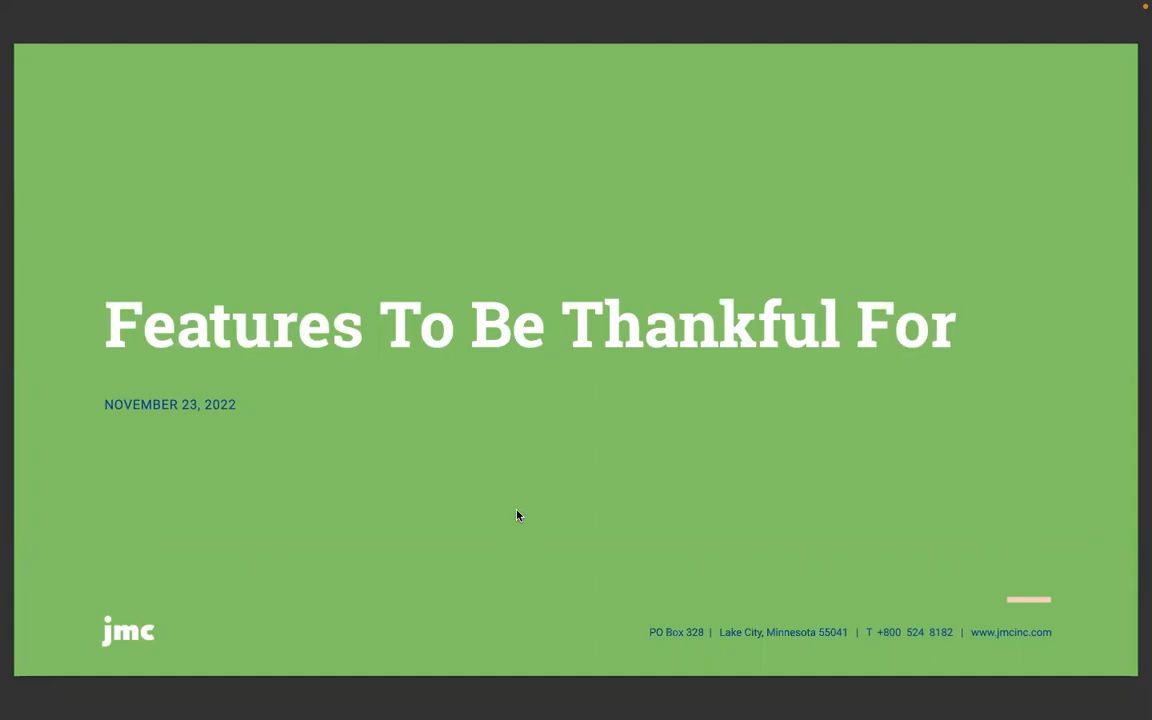 Features To Be Thankful For
NOVEMBER 23, 2022
jmc
PO Box 328 | Lake City, Minnesota 55041 | T +800 524 8182 | www.jmcinc.com